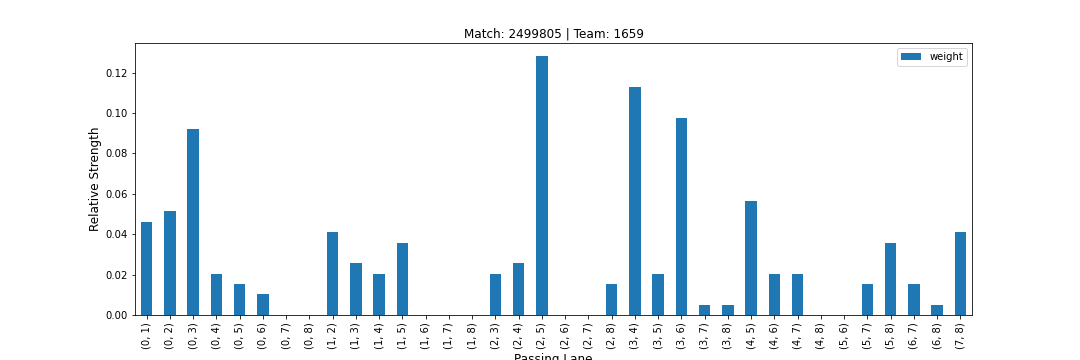 Match: 2499805 | Team: 1659
weight
Relative Strength
0.12
0.10
0.08
0.06
0.04
0.02
0.00
(0, 1) (0, 2) (0, 3) (0, 4) (0, 5) (0, 6) (0, 7) (0, 8) (1, 2) (1, 3) (1, 4) (1, 5) (1, 6) (1, 7) (1, 8) (2, 3) (2, 4) (2, 5) (2, 6) (2, 7) (2, 8) (3, 4) (3, 5) (3, 6) (3, 7) (3, 8) (4, 5) (4, 6) (4, 7) (4, 8) (5, 6) (5, 7) (5, 8) (6, 7) (6, 8) (7, 8)
Passing Lane